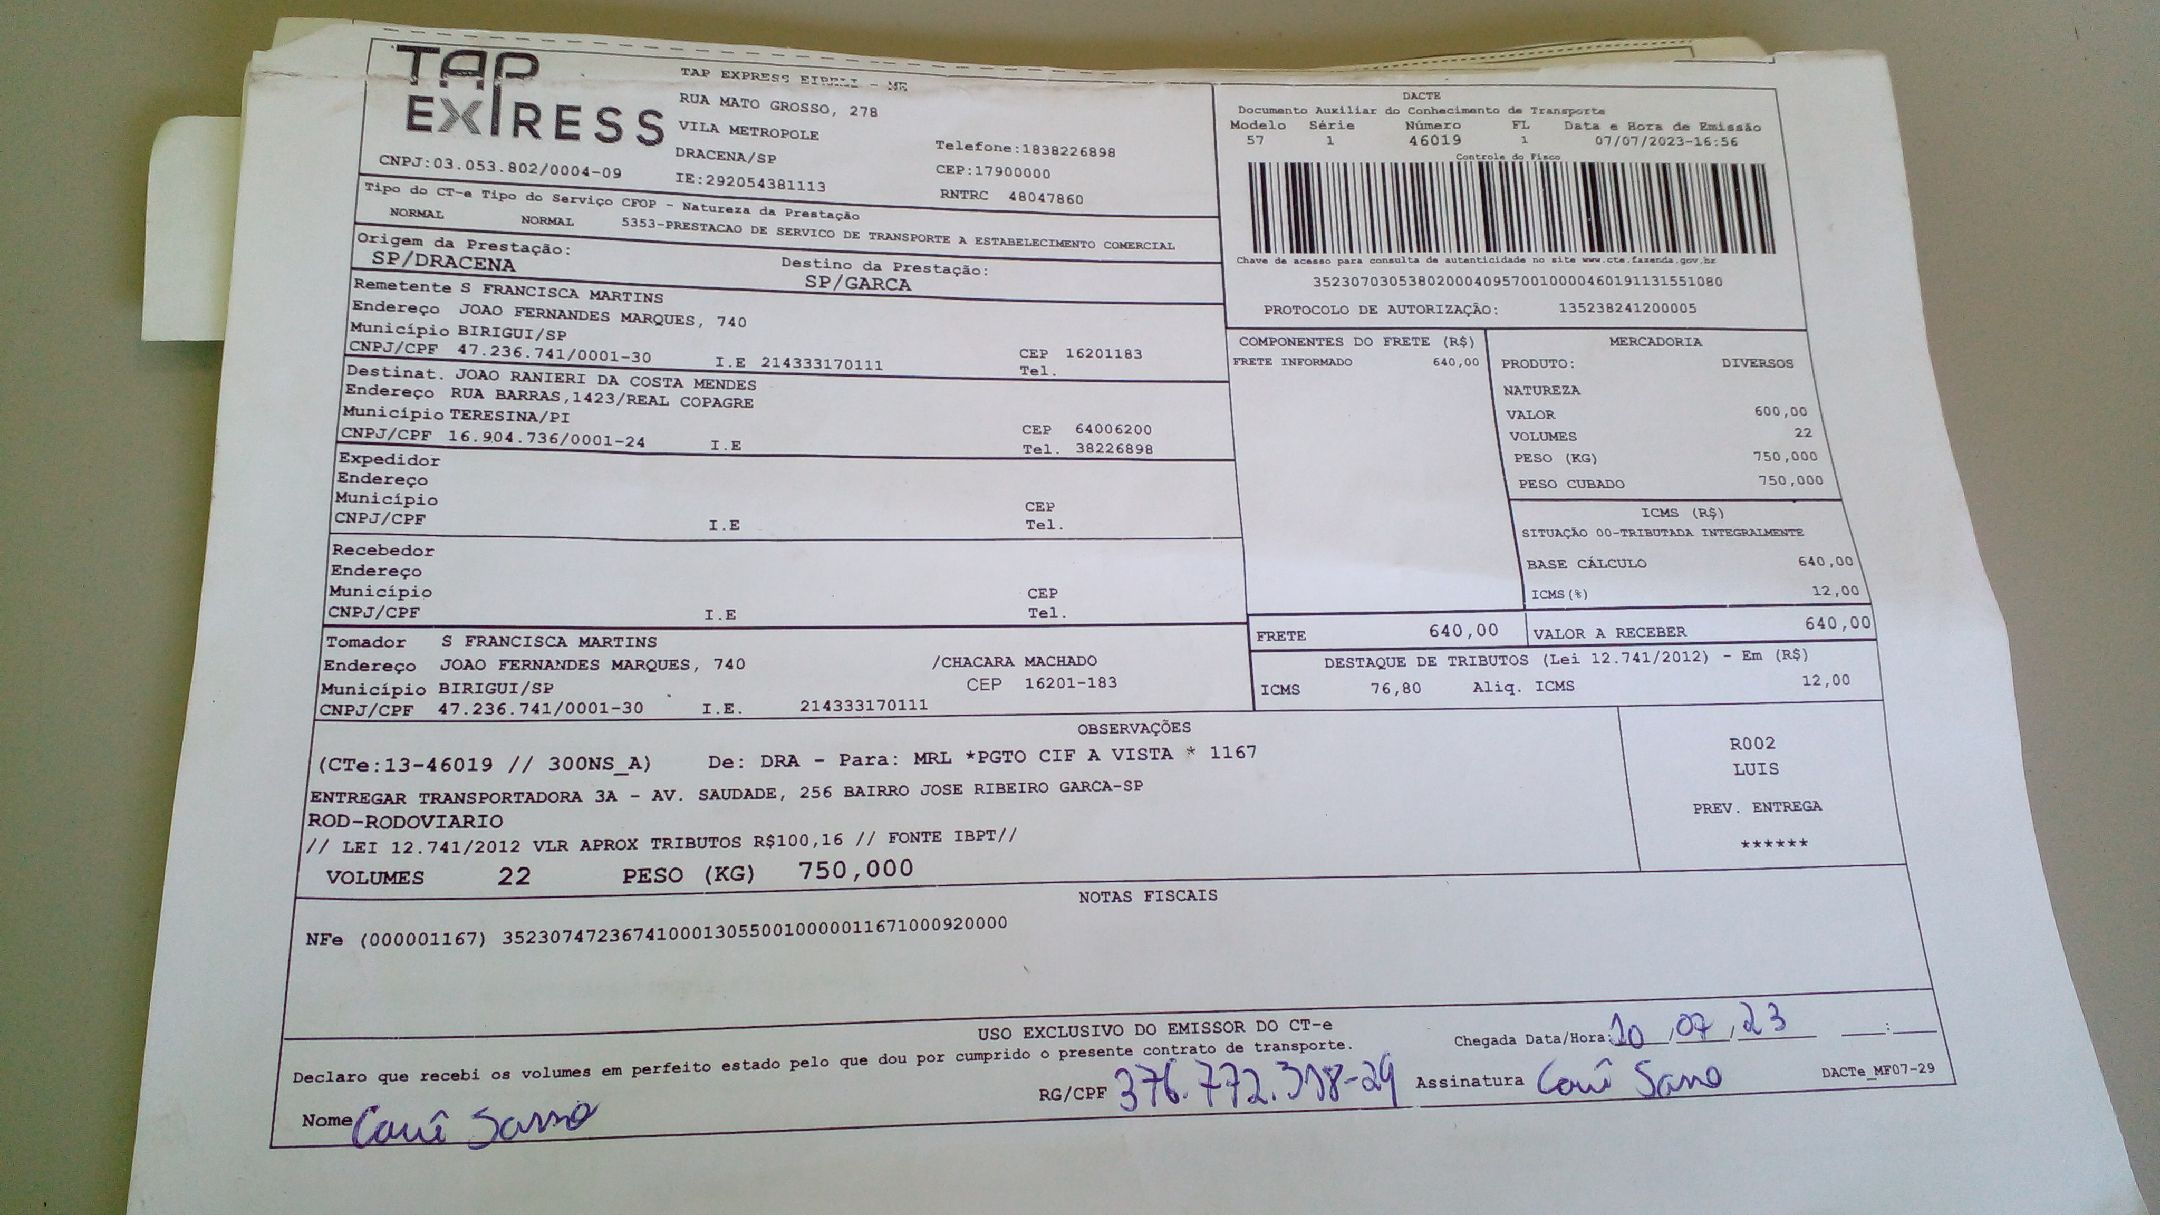 TAP EXPRESS
TAP EXPRESS EIRELI - ME
RUA MATO GROSSO, 278
VILA METROPOLE
DRACENA/SP
Telefone:1838226898
CEP:17900000
CNPJ:03.053.802/0004-09
IE:292054381113
RNTRC 48047860
Tipo do CT-e Tipo do Serviço CFOP - Natureza da Prestação
NORMAL NORMAL 5353-PRESTACAO DE SERVICO DE TRANSPORTE A ESTABELECIMENTO COMERCIAL
Origem da Prestação:
SP/DRACENA
Destino da Prestação:
SP/GARCA
DACTE
Documento Auxiliar do Conhecimento de Transporte
Modelo Série Número FL Data e Hora de Emissão
57 1 46019 1 07/07/2023-16:56
Controle do Fisco
Chave de acesso para consulta de autenticidade no site www.cte.fazenda.gov.br
35230703053802000409570010000460191131551080
PROTOCOLO DE AUTORIZAÇÃO: 135238241200005
Remetente S FRANCISCA MARTINS
Endereço JOAO FERNANDES MARQUES, 740
Município BIRIGUI/SP
CEP 16201183
CNPJ/CPF 47.236.741/0001-30 I.E 214333170111 Tel.
Destinat. JOAO RANIERI DA COSTA MENDES
Endereço RUA BARRAS,1423/REAL COPAGRE
Município TERESINA/PI
CEP 64006200
CNPJ/CPF 16.904.736/0001-24 I.E Tel. 38226898
Expedidor
Endereço
Município CEP
CNPJ/CPF I.E Tel.
Recebedor
Endereço
Município CEP
CNPJ/CPF I.E Tel.
Tomador S FRANCISCA MARTINS
Endereço JOAO FERNANDES MARQUES, 740 /CHACARA MACHADO
Município BIRIGUI/SP CEP 16201-183
CNPJ/CPF 47.236.741/0001-30 I.E. 214333170111
COMPONENTES DO FRETE (R$)
FRETE INFORMADO 640,00
MERCADORIA
PRODUTO: DIVERSOS
NATUREZA
VALOR 600,00
VOLUMES 22
PESO (KG) 750,000
PESO CUBADO 750,000
ICMS (R$)
SITUAÇÃO 00-TRIBUTADA INTEGRALMENTE
BASE CÁLCULO 640,00
ICMS(%) 12,00
FRETE 640,00 VALOR A RECEBER 640,00
DESTAQUE DE TRIBUTOS (Lei 12.741/2012) - Em (R$)
ICMS 76,80 Aliq. ICMS 12,00
OBSERVAÇÕES
(CTe:13-46019 // 300NS_A) De: DRA - Para: MRL *PGTO CIF A VISTA * 1167
ENTREGAR TRANSPORTADORA 3A - AV. SAUDADE, 256 BAIRRO JOSE RIBEIRO GARCA-SP
ROD-RODOVIARIO
// LEI 12.741/2012 VLR APROX TRIBUTOS R$100,16 // FONTE IBPT//
VOLUMES 22 PESO (KG) 750,000
R002
LUIS
PREV. ENTREGA
******
NOTAS FISCAIS
NFe (000001167) 35230747236741000130550010000011671000920000
USO EXCLUSIVO DO EMISSOR DO CT-e
Chegada Data/Hora: 10/07/23 __:__
Declaro que recebi os volumes em perfeito estado pelo que dou por cumprido o presente contrato de transporte.
Nome Cauê Sasso
RG/CPF 376.772.318-29 Assinatura Cauê Sasso
DACTe_MF07-29